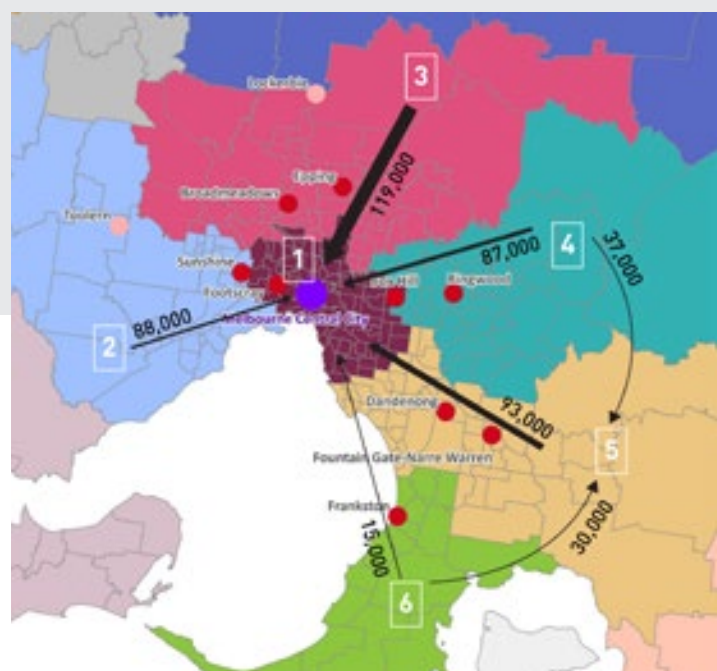 3
Lockerbie
119,000
Epping
Broadmeadows
Toolern
4
87,000
37,000
1
Sunshine
Footscray
Box Hill
Ringwood
Melbourne Central City
88,000
2
Dandenong
93,000
5
Fountain Gate-Narre Warren
Frankston
15,000
30,000
6